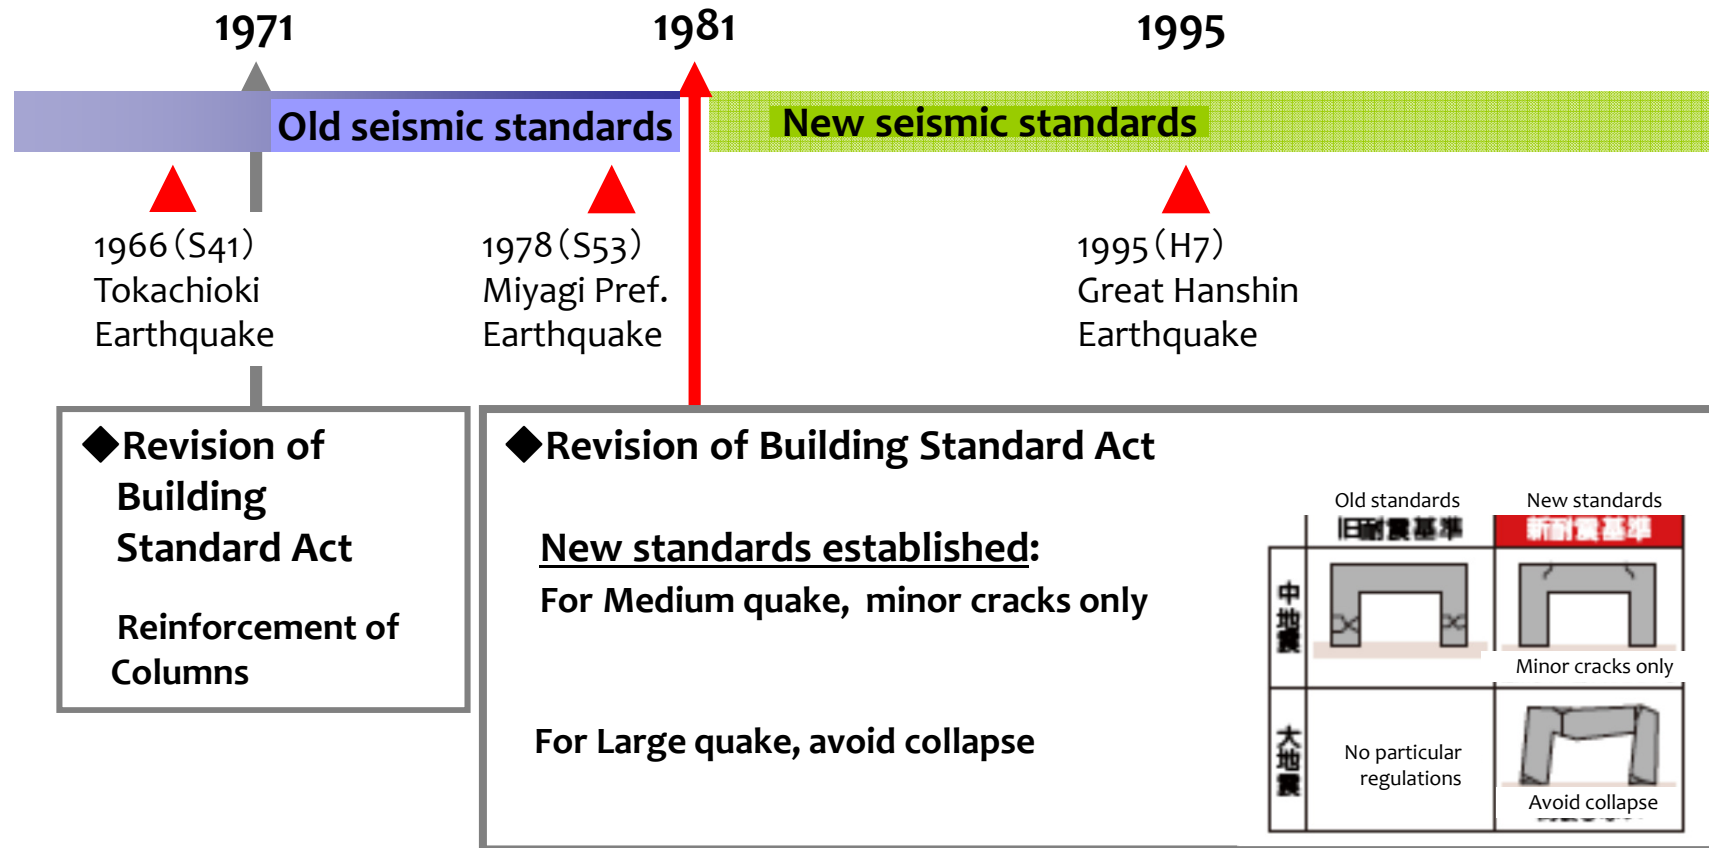 1971
1981
1995
Old seismic standards
New seismic standards
1966（S41）
Tokachioki
Earthquake
1978（S53）
Miyagi Pref.
Earthquake
1995（H7）
Great Hanshin
Earthquake
◆Revision of
Building
Standard Act
Reinforcement of
Columns
◆Revision of Building Standard Act
New standards established:
For Medium quake, minor cracks only
For Large quake, avoid collapse
Old standards
New standards
旧耐震基準
新耐震基準
中地震
Minor cracks only
大地震
No particular
regulations
Avoid collapse